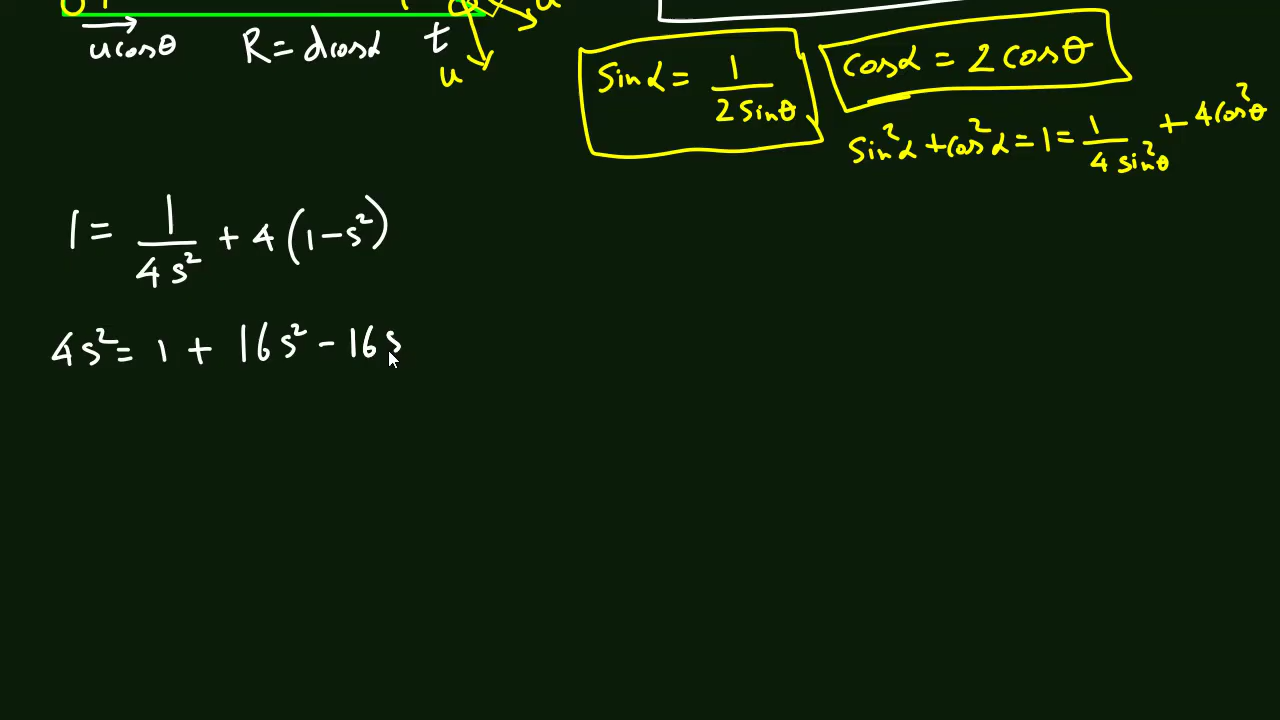 u cosθ R = d cosα t u
u
sinα = 1/(2 sinθ) cosα = 2 cosθ
sin²α + cos²α = 1 = 1/(4 sin²θ) + 4cos²θ
1 = 1/(4s²) + 4(1 - s²)
4s² = 1 + 16s² - 16s